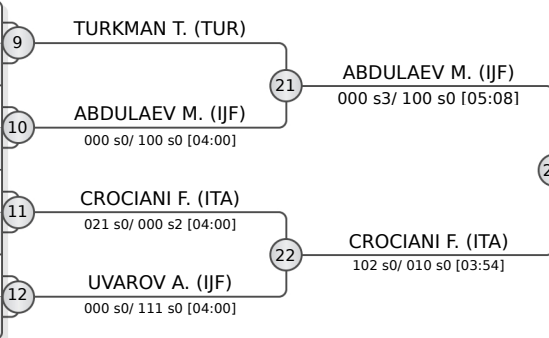 9
TURKMAN T. (TUR)
21
ABDULAEV M. (IJF)
000 s3/ 100 s0 [05:08]
10
ABDULAEV M. (IJF)
000 s0/ 100 s0 [04:00]
11
CROCIANI F. (ITA)
021 s0/ 000 s2 [04:00]
22
CROCIANI F. (ITA)
102 s0/ 010 s0 [03:54]
12
UVAROV A. (IJF)
000 s0/ 111 s0 [04:00]